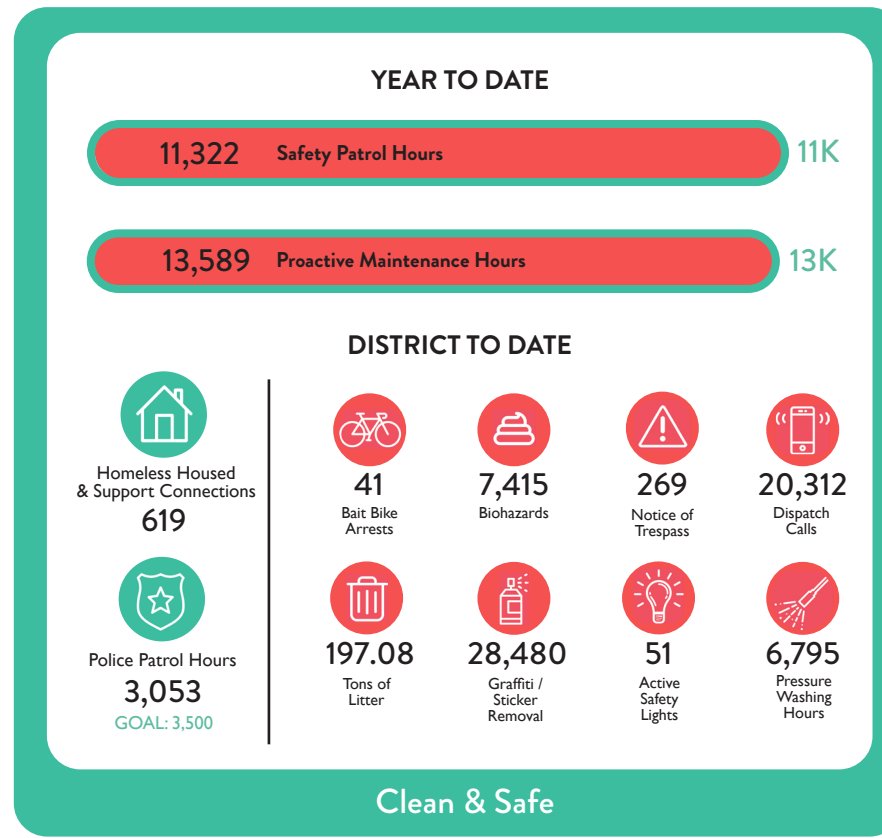 YEAR TO DATE
11,322 Safety Patrol Hours 11K
13,589 Proactive Maintenance Hours 13K
DISTRICT TO DATE
Homeless Housed
& Support Connections
619
Police Patrol Hours
3,053
GOAL: 3,500
41
Bait Bike
Arrests
7,415
Biohazards
269
Notice of
Trespass
20,312
Dispatch
Calls
197.08
Tons of
Litter
28,480
Graffiti /
Sticker
Removal
51
Active
Safety
Lights
6,795
Pressure
Washing
Hours
Clean & Safe